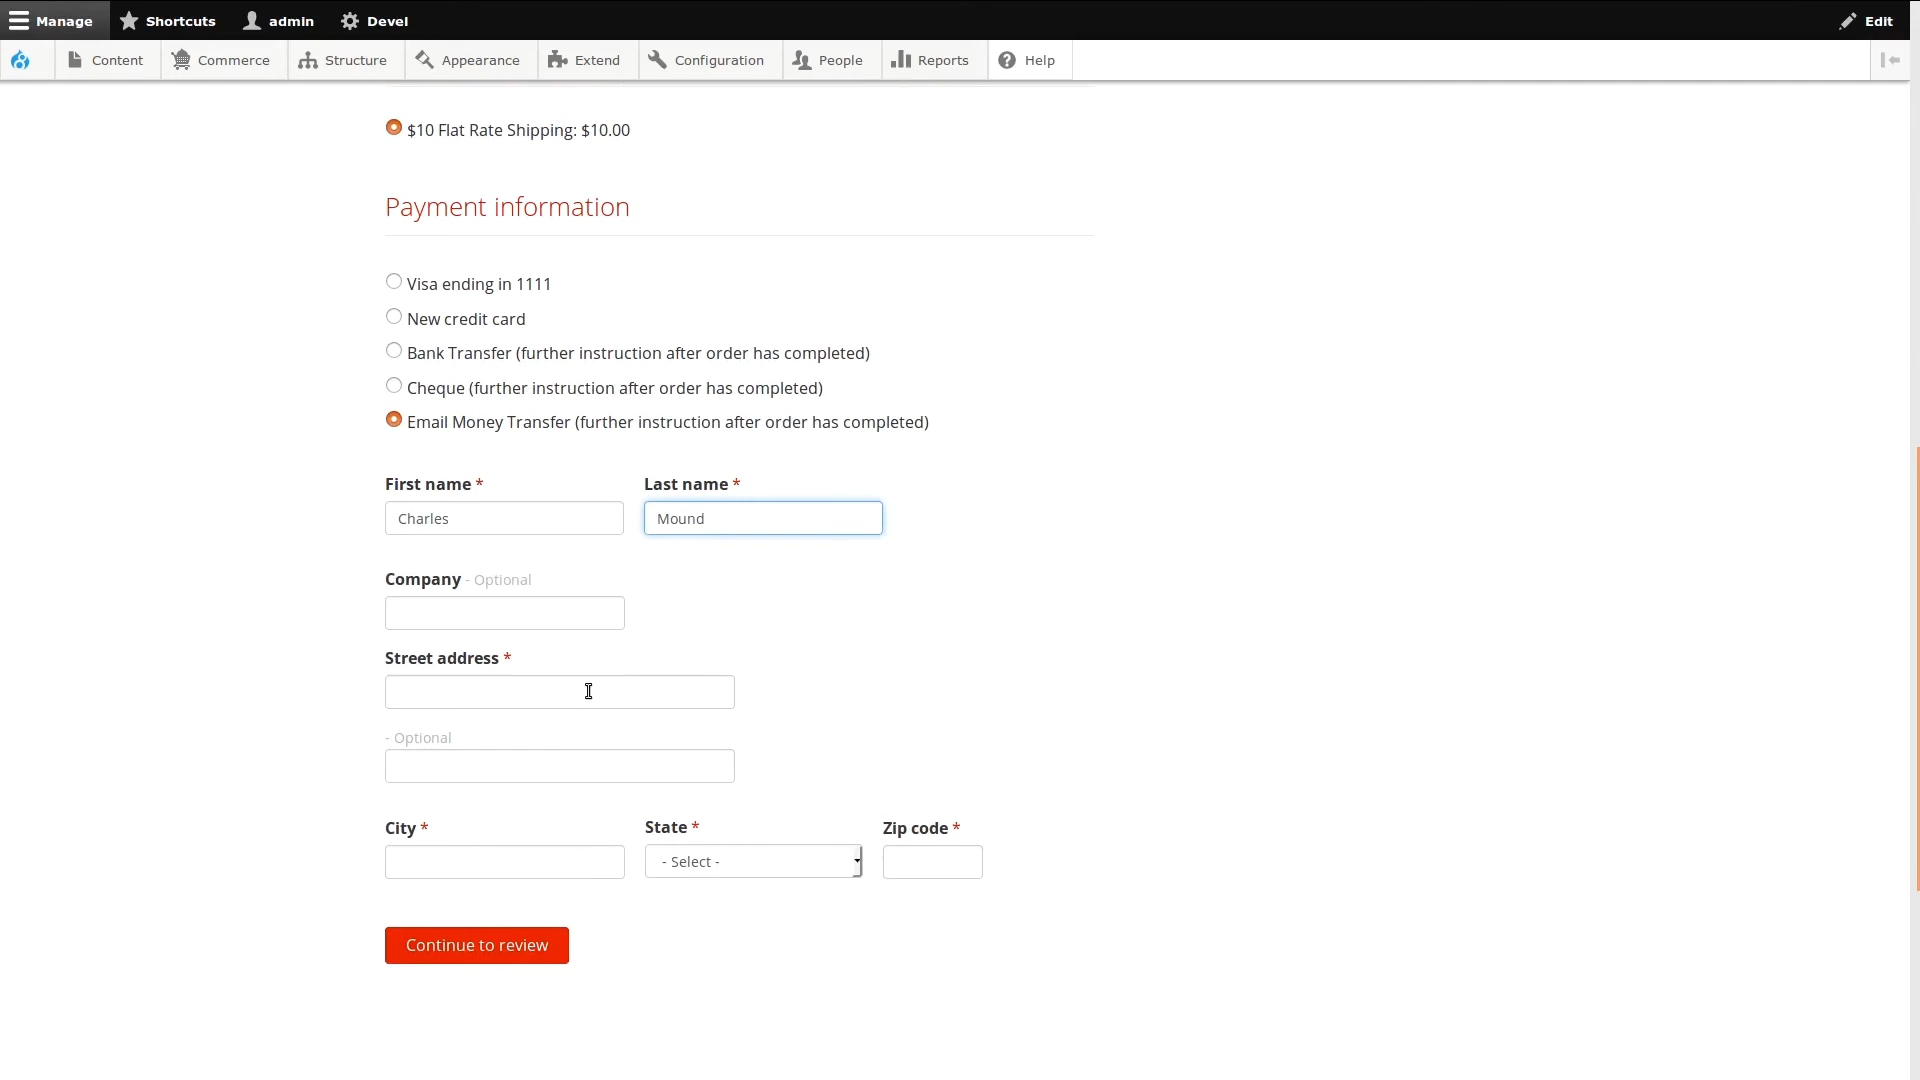 Manage Shortcuts admin Devel Edit
Content Commerce Structure Appearance Extend Configuration People Reports Help
$10 Flat Rate Shipping: $10.00
Payment information
Visa ending in 1111
New credit card
Bank Transfer (further instruction after order has completed)
Cheque (further instruction after order has completed)
Email Money Transfer (further instruction after order has completed)
First name * Last name *
Charles Mound
Company - Optional
Street address *
- Optional
City * State * Zip code *
- Select -
Continue to review